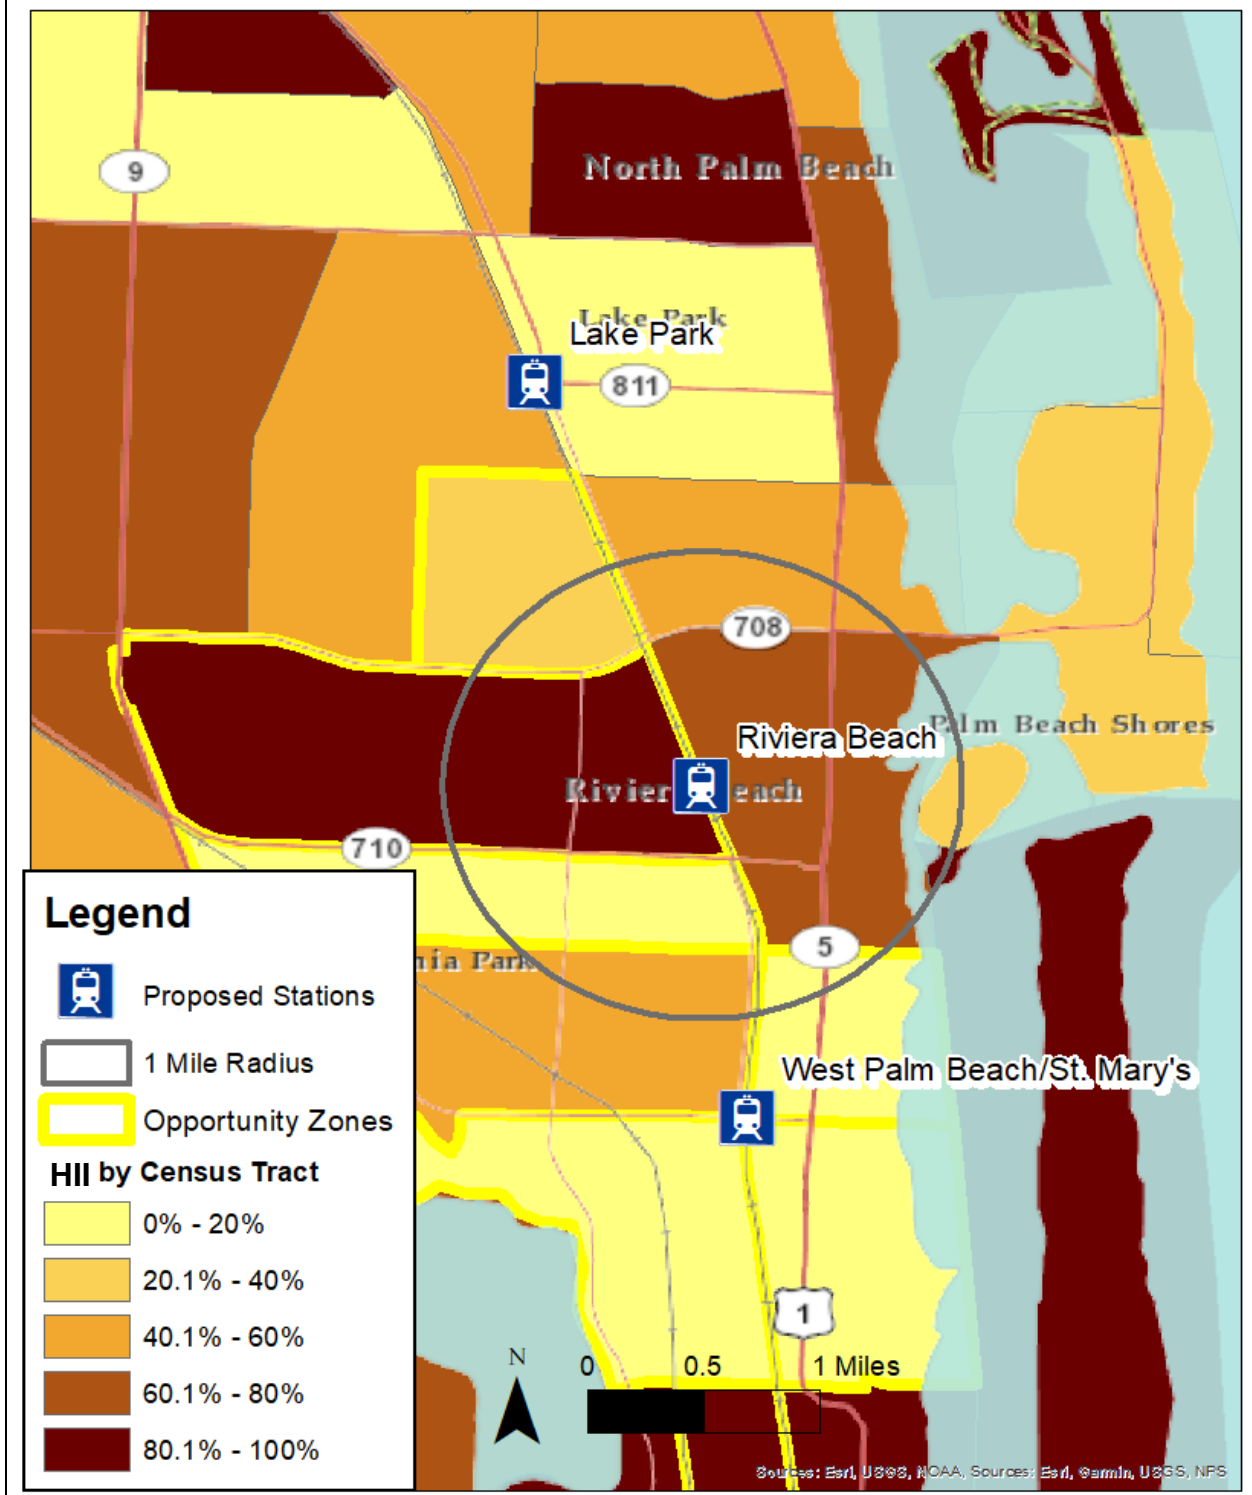 9
North Palm Beach
Lake Park
Lake Park
811
708
Palm Beach Shores
Riviera Beach
Rivier each
710
5
nia Park
West Palm Beach/St. Mary's
1
Legend
Proposed Stations
1 Mile Radius
Opportunity Zones
HII by Census Tract
0% - 20%
20.1% - 40%
40.1% - 60%
60.1% - 80%
80.1% - 100%
N
0 0.5 1 Miles
Sources: Esri, USGS, NOAA, Sources: Esri, Garmin, USGS, NPS